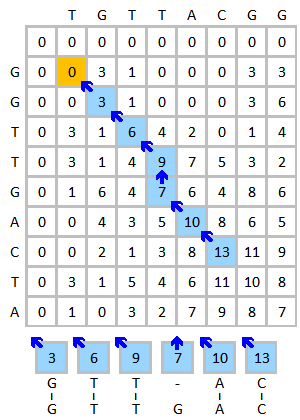 T G T T A C G G
0 0 0 0 0 0 0 0 0
G 0 0 3 1 0 0 0 3 3
G 0 0 3 1 0 0 0 3 6
T 0 3 1 6 4 2 0 1 4
T 0 3 1 4 9 7 5 3 2
G 0 1 6 4 7 6 4 8 6
A 0 0 4 3 5 10 8 6 5
C 0 0 2 1 3 8 13 11 9
T 0 3 1 5 4 6 11 10 8
A 0 1 0 3 2 7 9 8 7
3 6 9 7 10 13
G T T - A C
G T T G A C